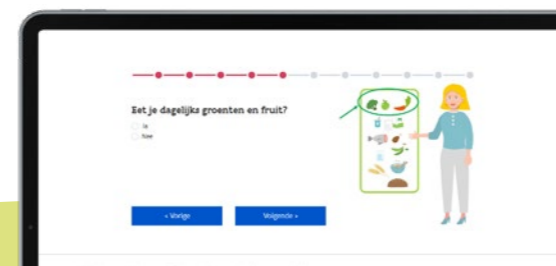 Eet je dagelijks groenten en fruit?
Ja
Nee
< Vorige
Volgende >